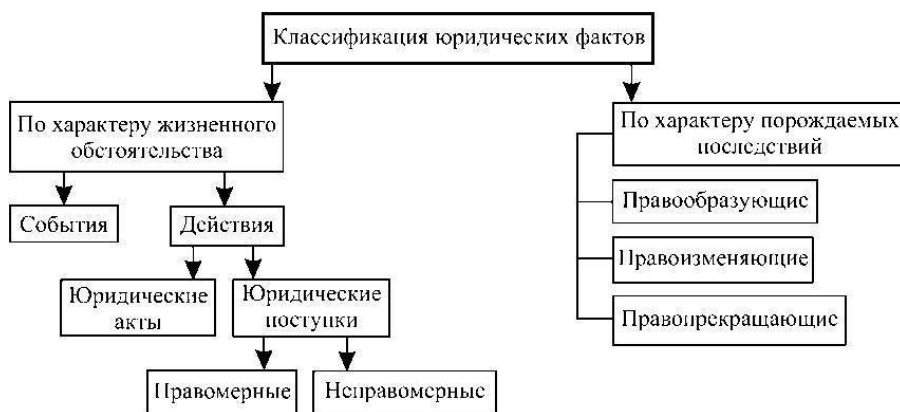 Классификация юридических фактов
По характеру жизненного
обстоятельства
События
Действия
Юридические
акты
Юридические
поступки
Правомерные
Неправомерные
По характеру порождаемых
последствий
Правообразующие
Правоизменяющие
Правопрекращающие